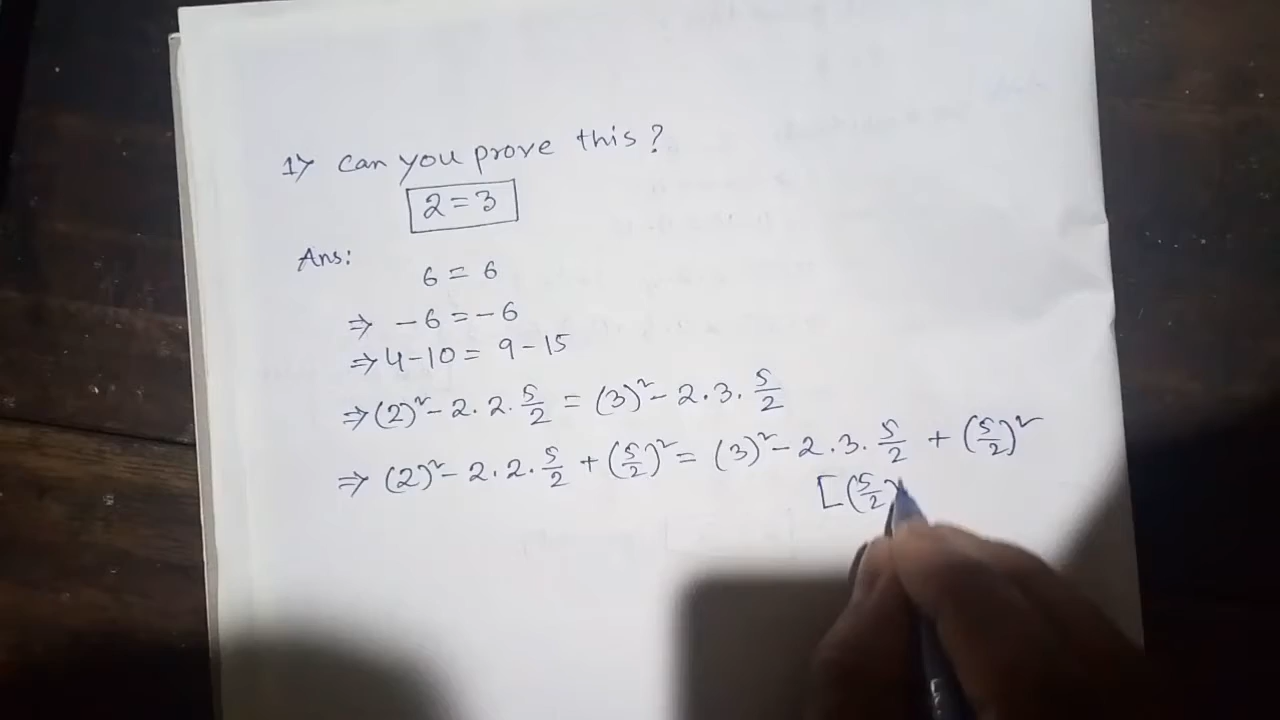 1) Can you prove this?
2 = 3
Ans:
6 = 6
⇒ -6 = -6
⇒ 4-10 = 9-15
⇒ (2)² - 2.2.5/2 = (3)² - 2.3.5/2
⇒ (2)² - 2.2.5/2 + (5/2)² = (3)² - 2.3.5/2 + (5/2)²
[(5/2)